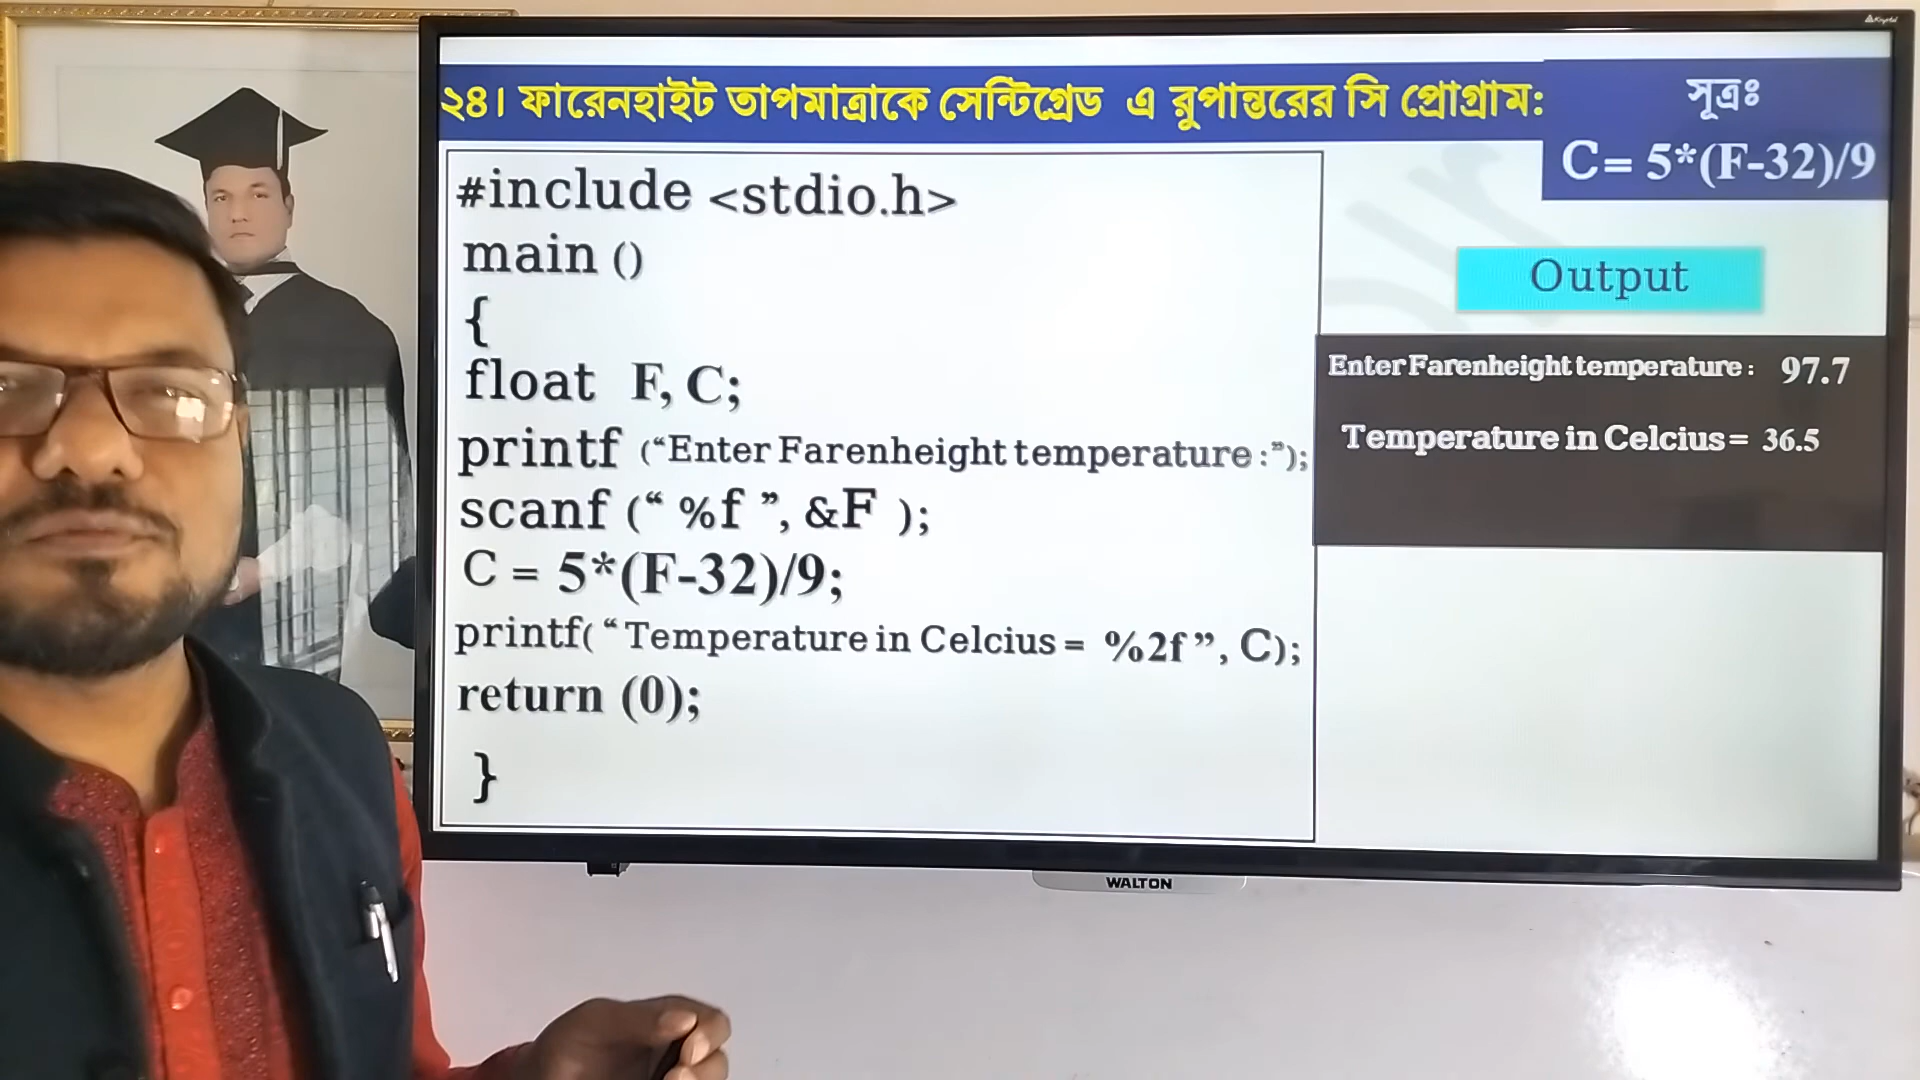 ২৪। ফারেনহাইট তাপমাত্রাকে সেন্টিগ্রেড এ রুপান্তরের সি প্রোগ্রাম:
সূত্রঃ
C= 5*(F-32)/9
#include <stdio.h>
main ()
{
float F, C;
printf (“Enter Farenheight temperature :”);
scanf (“ %f ”, &F );
C = 5*(F-32)/9;
printf( “Temperature in Celcius = %2f ”, C);
return (0);
}
Output
Enter Farenheight temperature : 97.7
Temperature in Celcius= 36.5
WALTON